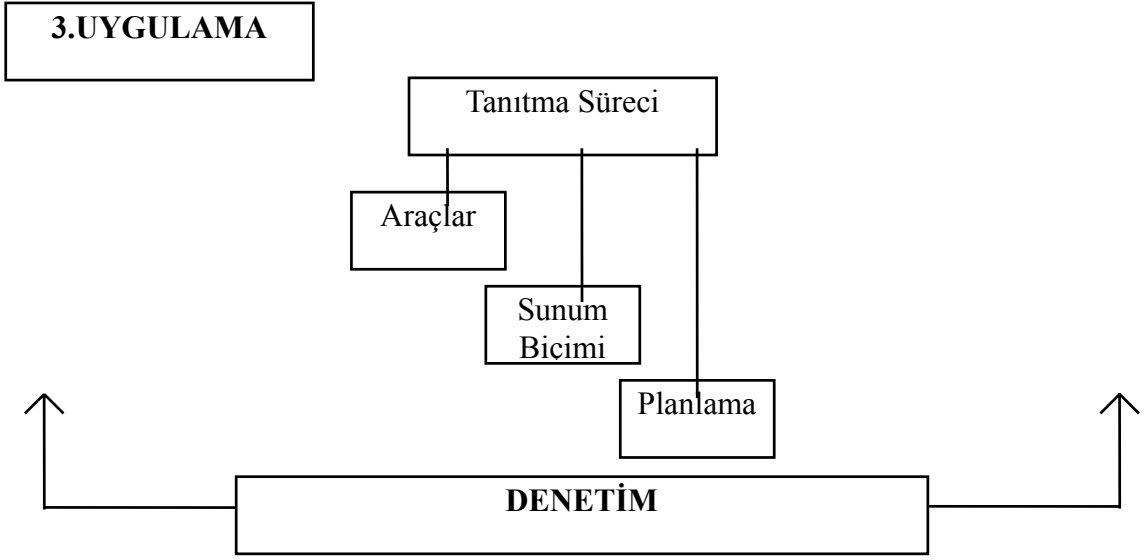 3.UYGULAMA
Tanıtma Süreci
Araçlar
Sunum
Biçimi
Planlama
DENETİM